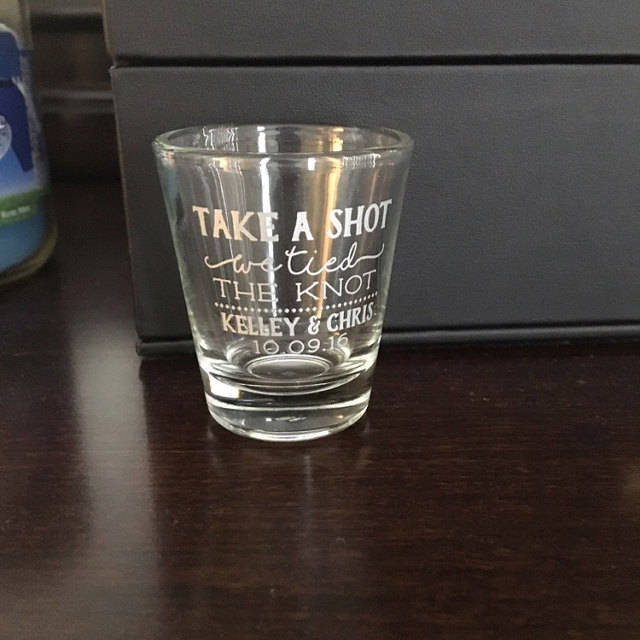 TAKE A SHOT
we tied
THE KNOT
KELLEY & CHRIS
10.09.16